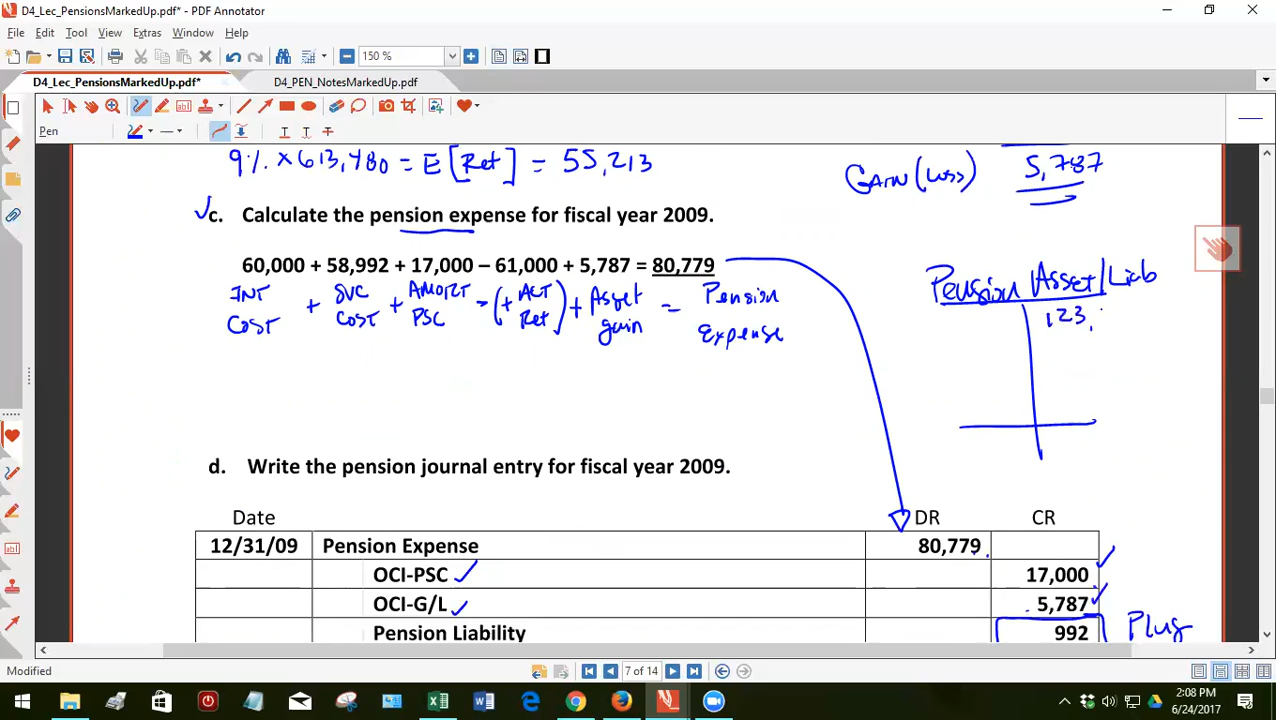 D4_Lec_PensionsMarkedUp.pdf* - PDF Annotator
File Edit Tool View Extras Window Help
150 %
D4_Lec_PensionsMarkedUp.pdf* D4_PEN_NotesMarkedUp.pdf
Pen
9% x 613,480 = E [Ret] = 55,213
GAIN (Loss) 5,787
c. Calculate the pension expense for fiscal year 2009.
60,000 + 58,992 + 17,000 – 61,000 + 5,787 = 80,779
INT COST + SVC COST + AMORT PSC - (+ ACT Ret) + Asset gain = Pension Expense
Pension Asset/Liab
123,
d. Write the pension journal entry for fiscal year 2009.
Date DR CR
12/31/09 Pension Expense 80,779
OCI-PSC 17,000
OCI-G/L 5,787
Pension Liability 992 Plug
Modified 7 of 14
2:08 PM
6/24/2017